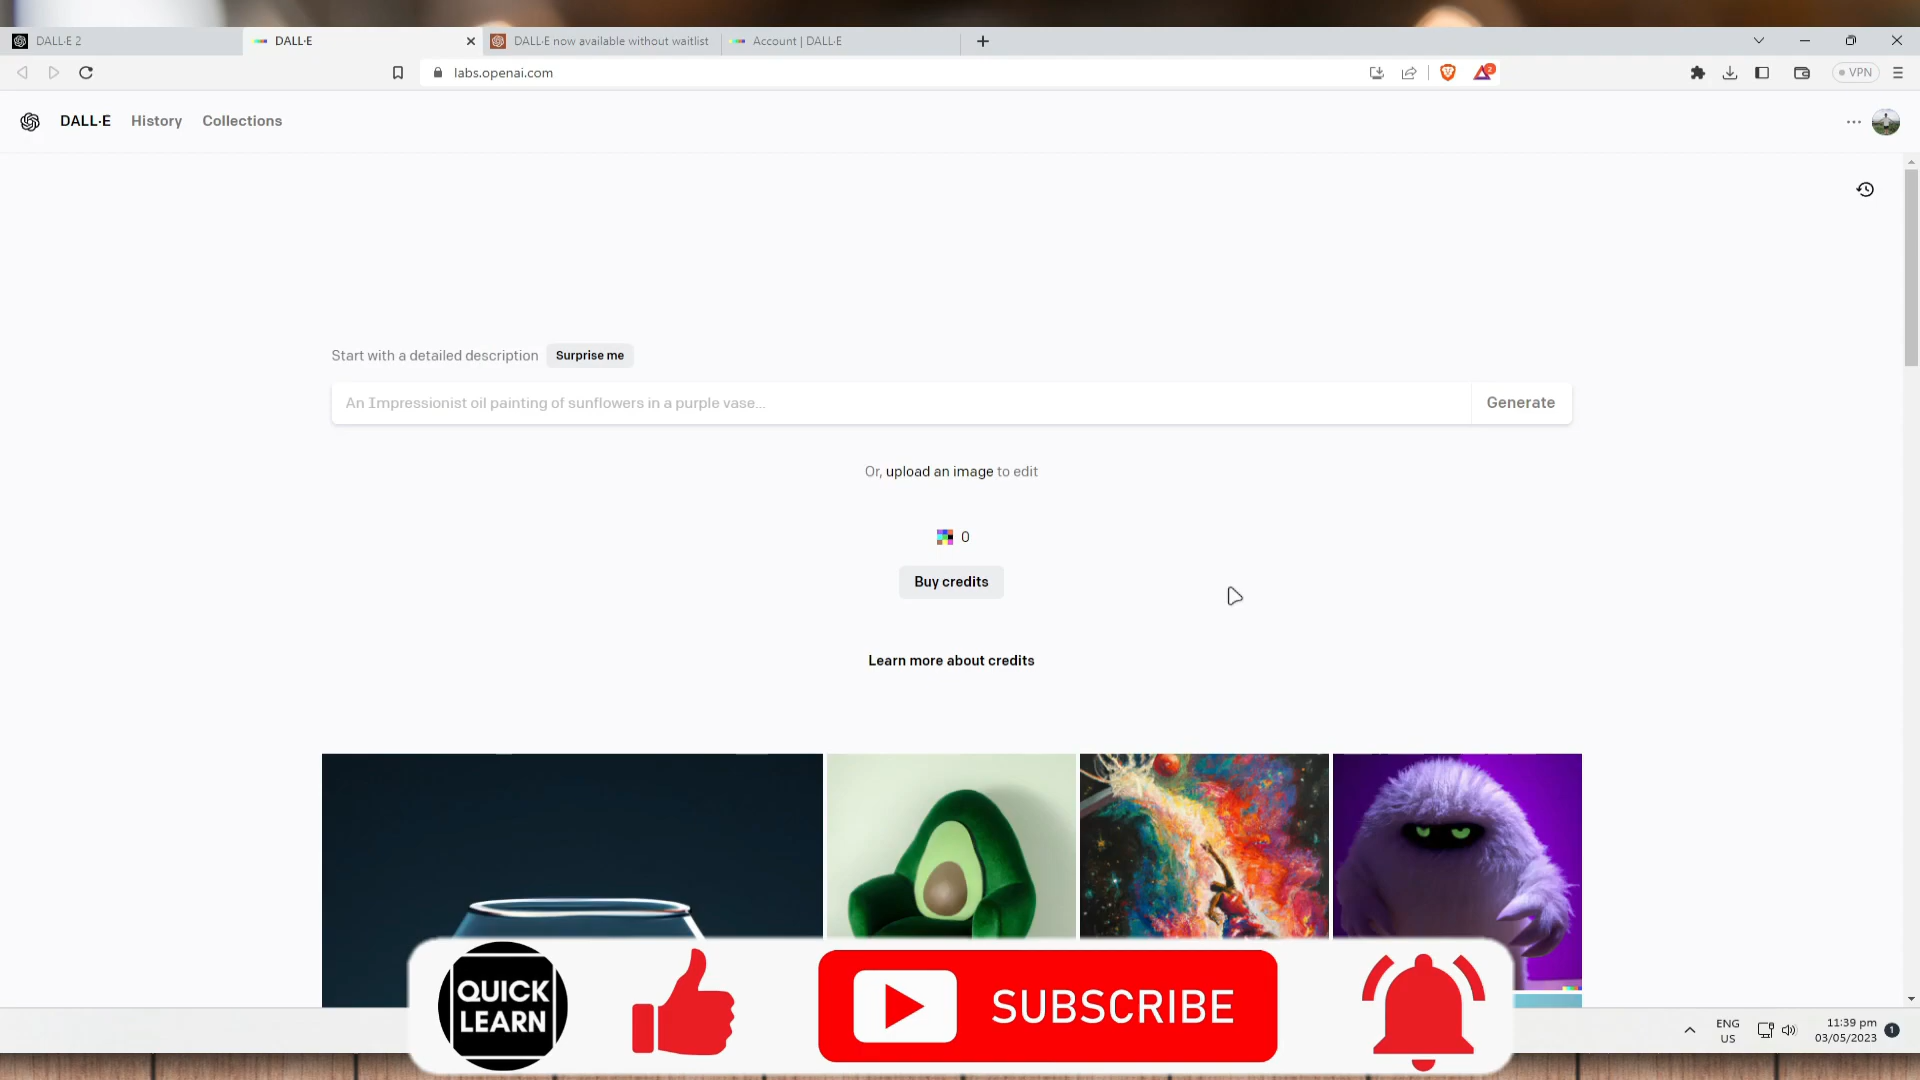 DALL·E 2
DALL·E
DALL·E now available without waitlist
Account | DALL·E
labs.openai.com
2
VPN
DALL·E
History
Collections
Start with a detailed description
Surprise me
An Impressionist oil painting of sunflowers in a purple vase...
Generate
Or, upload an image to edit
0
Buy credits
Learn more about credits
QUICK
LEARN
SUBSCRIBE
ENG
US
11:39 pm
03/05/2023
1